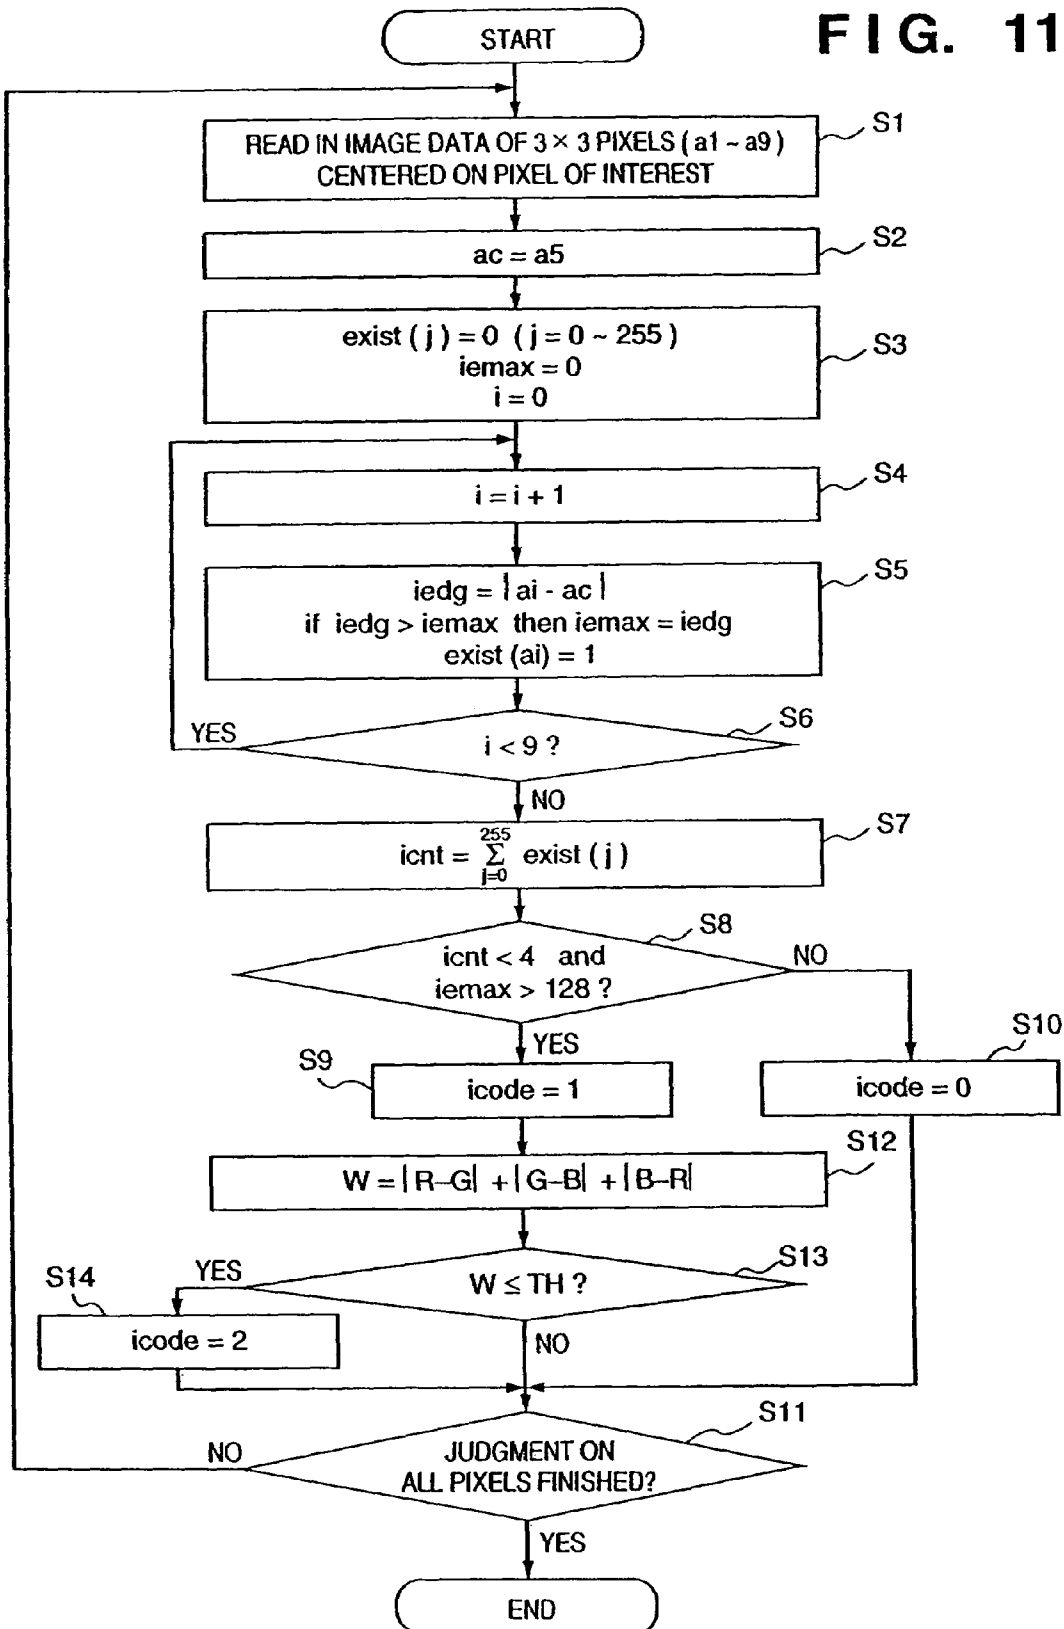 FIG. 11
START
S1
READ IN IMAGE DATA OF 3 × 3 PIXELS ( a1 ~ a9 )
CENTERED ON PIXEL OF INTEREST
S2
ac = a5
S3
exist ( j ) = 0 ( j = 0 ~ 255 )
iemax = 0
i = 0
S4
i = i + 1
S5
iedg = | ai - ac |
if iedg > iemax then iemax = iedg
exist (ai) = 1
S6
YES
i < 9 ?
NO
S7
255
icnt = Σ exist ( j )
j=0
S8
icnt < 4 and
iemax > 128 ?
NO
YES
S9
icode = 1
S10
icode = 0
S12
W = | R–G| + | G–B| + | B–R|
S13
YES
W ≤ TH ?
S14
icode = 2
NO
S11
NO
JUDGMENT ON
ALL PIXELS FINISHED?
YES
END